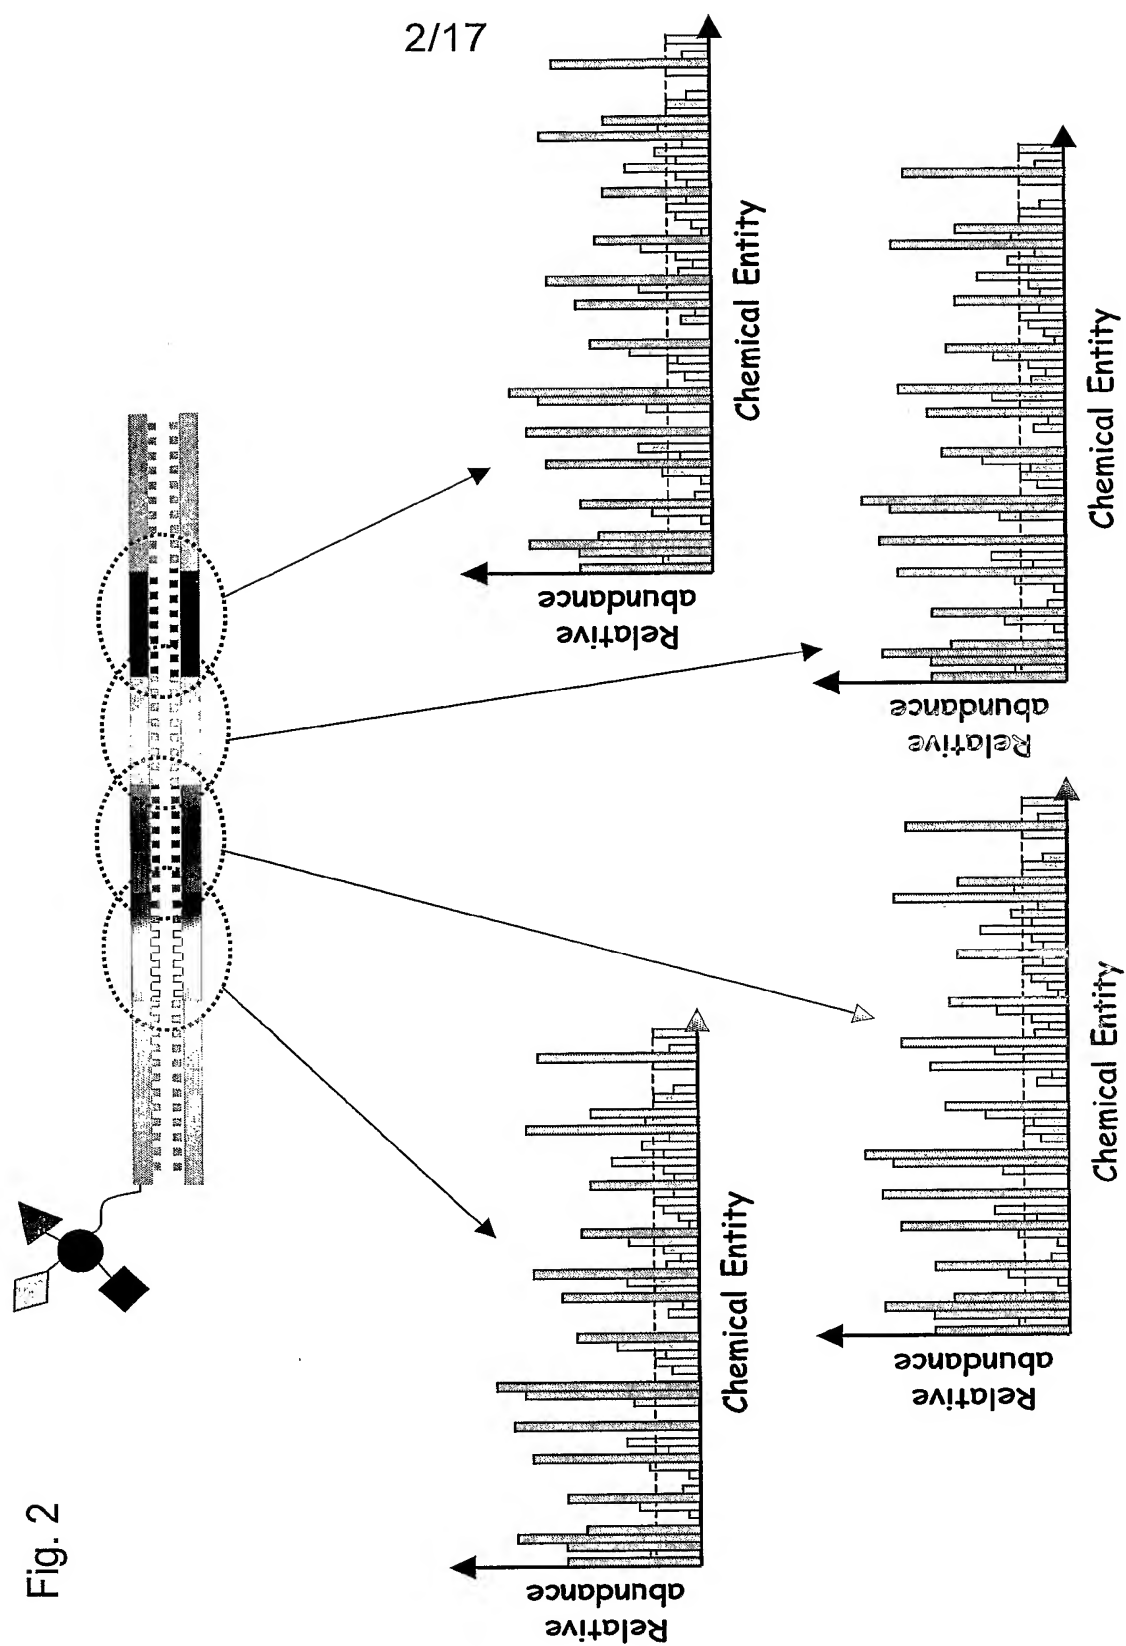 2/17
Fig. 2
Relative
abundance
Chemical Entity
Relative
abundance
Chemical Entity
Relative
abundance
Chemical Entity
Relative
abundance
Chemical Entity